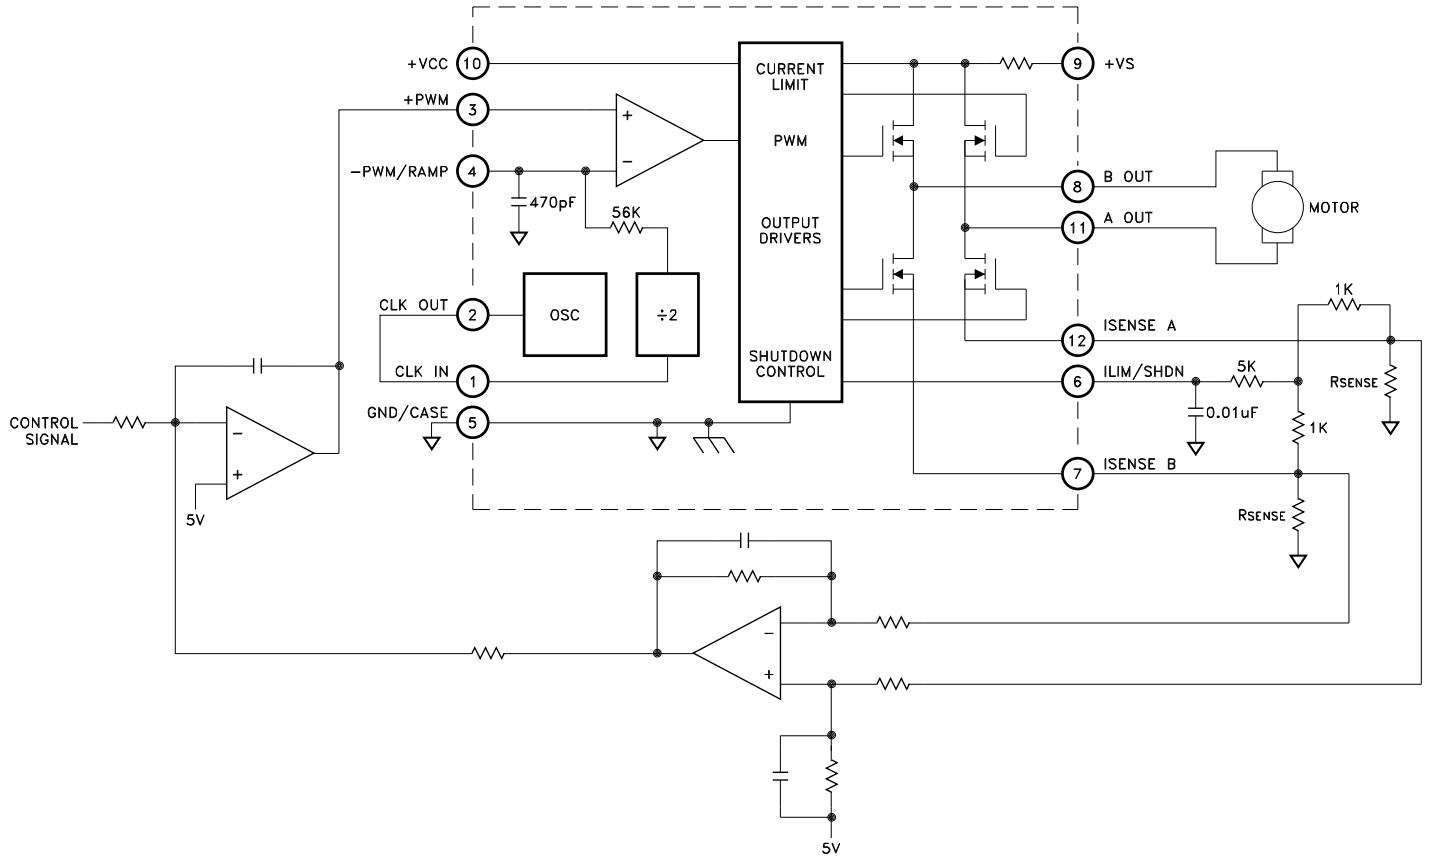 +VCC
10
CURRENT
LIMIT
9
+VS
+PWM
3
+
PWM
-PWM/RAMP
4
−
8
B OUT
470pF
56K
OUTPUT
DRIVERS
11
A OUT
MOTOR
CLK OUT
2
OSC
÷2
1K
12
ISENSE A
CLK IN
1
SHUTDOWN
CONTROL
6
ILIM/SHDN
5K
RSENSE
GND/CASE
5
0.01uF
1K
CONTROL
SIGNAL
−
+
5V
7
ISENSE B
RSENSE
−
+
5V